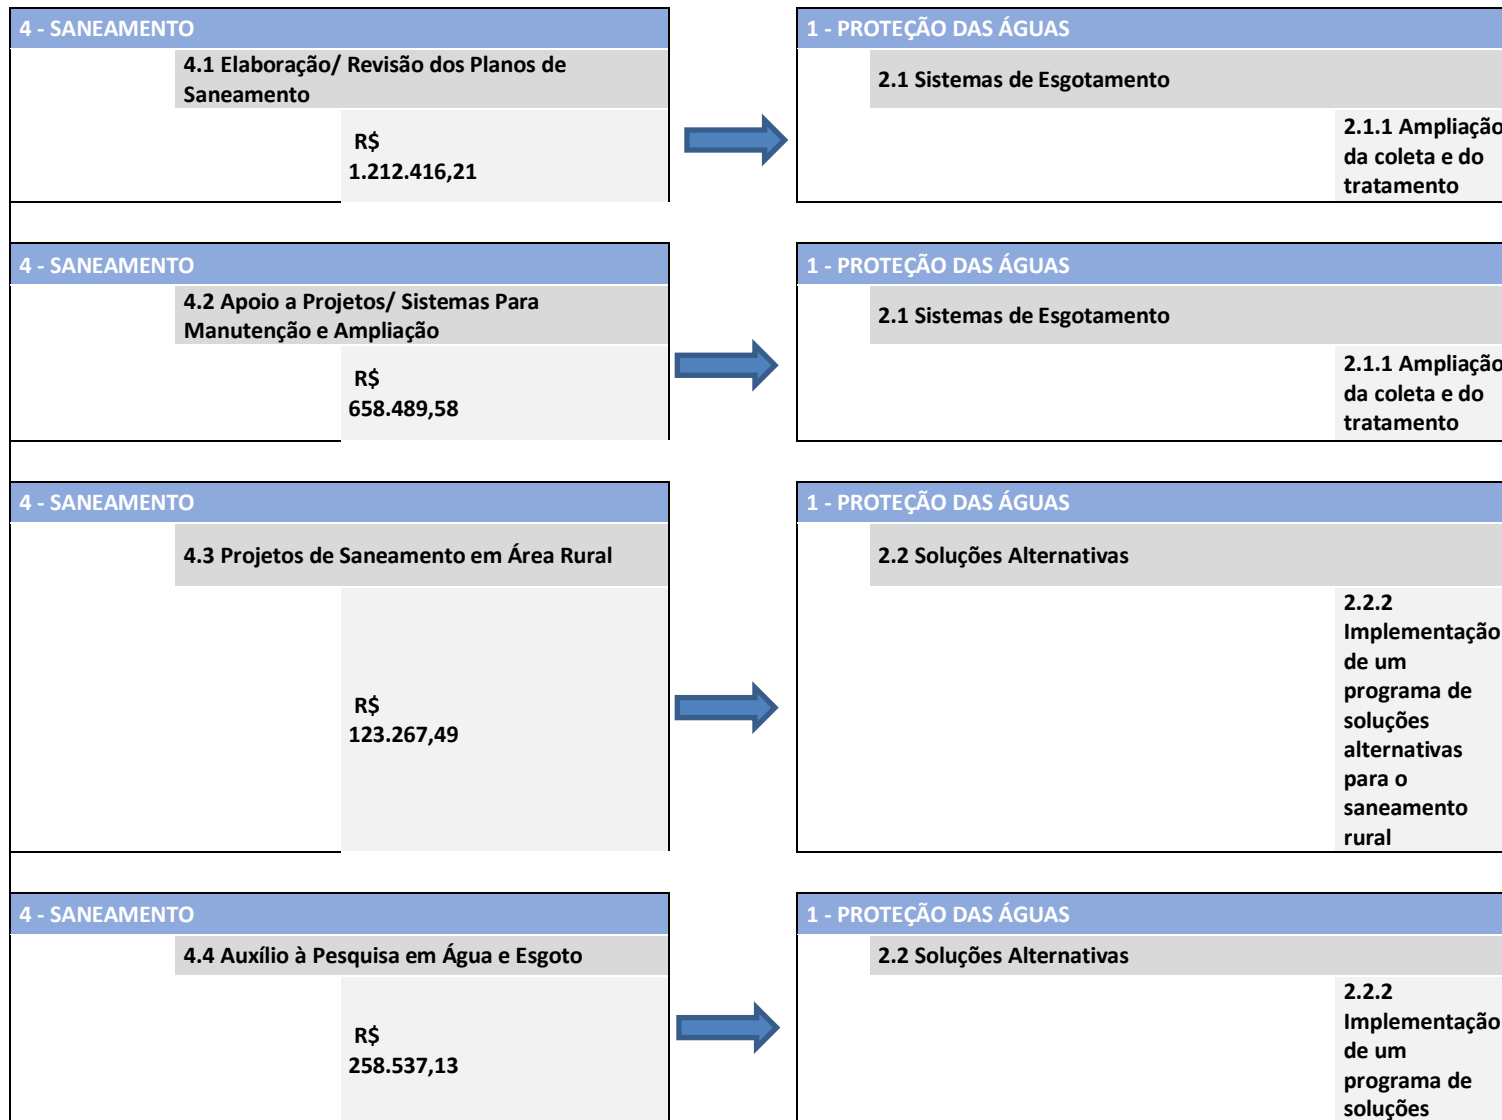 4 - SANEAMENTO
4.1 Elaboração/ Revisão dos Planos de
Saneamento
R$
1.212.416,21
1 - PROTEÇÃO DAS ÁGUAS
2.1 Sistemas de Esgotamento
2.1.1 Ampliação
da coleta e do
tratamento
4 - SANEAMENTO
4.2 Apoio a Projetos/ Sistemas Para
Manutenção e Ampliação
R$
658.489,58
1 - PROTEÇÃO DAS ÁGUAS
2.1 Sistemas de Esgotamento
2.1.1 Ampliação
da coleta e do
tratamento
4 - SANEAMENTO
4.3 Projetos de Saneamento em Área Rural
R$
123.267,49
1 - PROTEÇÃO DAS ÁGUAS
2.2 Soluções Alternativas
2.2.2
Implementação
de um
programa de
soluções
alternativas
para o
saneamento
rural
4 - SANEAMENTO
4.4 Auxílio à Pesquisa em Água e Esgoto
R$
258.537,13
1 - PROTEÇÃO DAS ÁGUAS
2.2 Soluções Alternativas
2.2.2
Implementação
de um
programa de
soluções